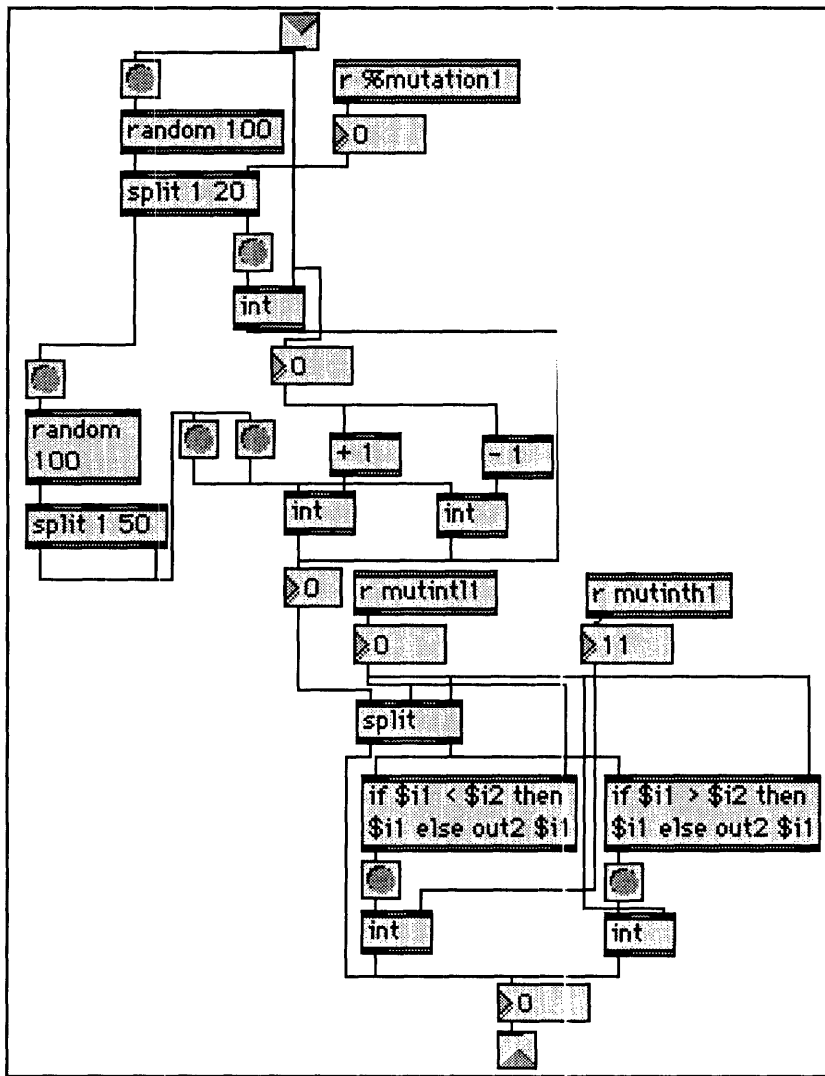 r %mutation1
random 100
0
split 1 20
int
0
random
100
+ 1
- 1
int
int
split 1 50
0
r mutintl1
r mutinth1
0
11
split
if $i1 < $i2 then
$i1 else out2 $i1
if $i1 > $i2 then
$i1 else out2 $i1
int
int
0